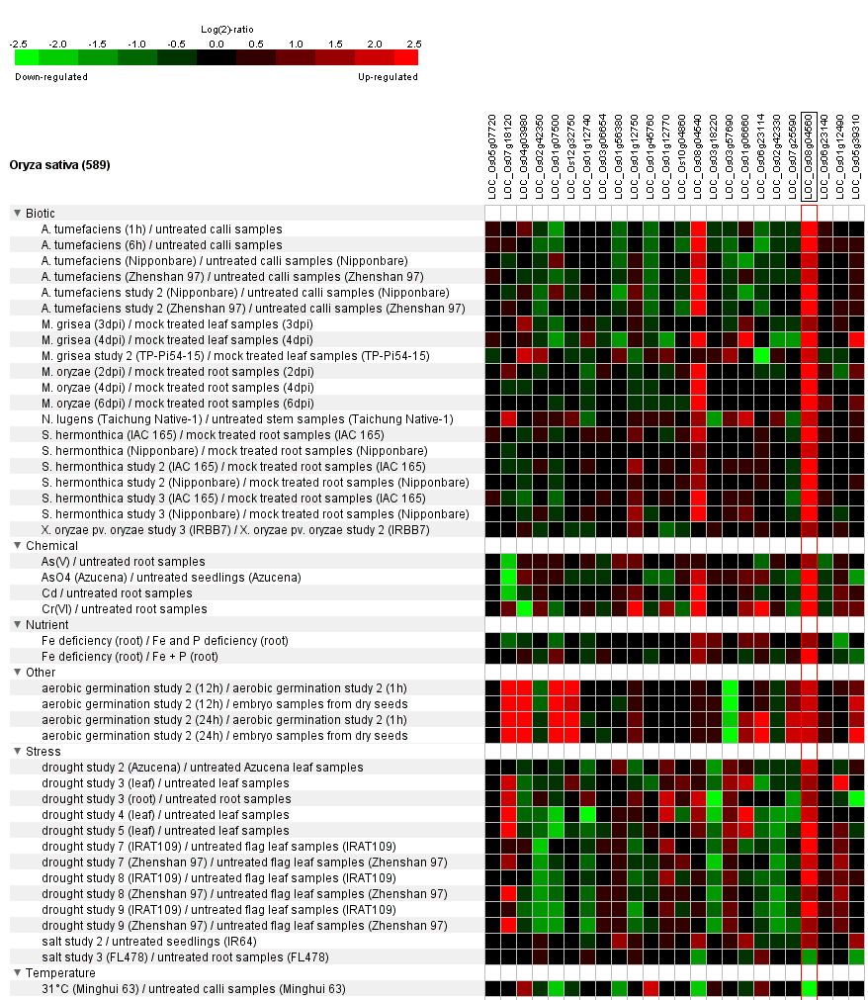 Log(2)-ratio
-2.5 -2.0 -1.5 -1.0 -0.5 0.0 0.5 1.0 1.5 2.0 2.5
Down-regulated Up-regulated
Oryza sativa (589)
LOC_Os05g07720
LOC_Os07g18120
LOC_Os04g03980
LOC_Os02g42350
LOC_Os01g07500
LOC_Os12g32750
LOC_Os01g12740
LOC_Os03g06654
LOC_Os01g56380
LOC_Os01g12750
LOC_Os01g45760
LOC_Os01g12770
LOC_Os10g04860
LOC_Os08g04540
LOC_Os03g18220
LOC_Os03g57690
LOC_Os01g06660
LOC_Os06g23114
LOC_Os02g42330
LOC_Os07g25590
LOC_Os08g04560
LOC_Os06g23140
LOC_Os01g12490
LOC_Os05g39310
Biotic
A. tumefaciens (1h) / untreated calli samples
A. tumefaciens (6h) / untreated calli samples
A. tumefaciens (Nipponbare) / untreated calli samples (Nipponbare)
A. tumefaciens (Zhenshan 97) / untreated calli samples (Zhenshan 97)
A. tumefaciens study 2 (Nipponbare) / untreated calli samples (Nipponbare)
A. tumefaciens study 2 (Zhenshan 97) / untreated calli samples (Zhenshan 97)
M. grisea (3dpi) / mock treated leaf samples (3dpi)
M. grisea (4dpi) / mock treated leaf samples (4dpi)
M. grisea study 2 (TP-Pi54-15) / mock treated leaf samples (TP-Pi54-15)
M. oryzae (2dpi) / mock treated root samples (2dpi)
M. oryzae (4dpi) / mock treated root samples (4dpi)
M. oryzae (6dpi) / mock treated root samples (6dpi)
N. lugens (Taichung Native-1) / untreated stem samples (Taichung Native-1)
S. hermonthica (IAC 165) / mock treated root samples (IAC 165)
S. hermonthica (Nipponbare) / mock treated root samples (Nipponbare)
S. hermonthica study 2 (IAC 165) / mock treated root samples (IAC 165)
S. hermonthica study 2 (Nipponbare) / mock treated root samples (Nipponbare)
S. hermonthica study 3 (IAC 165) / mock treated root samples (IAC 165)
S. hermonthica study 3 (Nipponbare) / mock treated root samples (Nipponbare)
X. oryzae pv. oryzae study 3 (IRBB7) / X. oryzae pv. oryzae study 2 (IRBB7)
Chemical
As(V) / untreated root samples
AsO4 (Azucena) / untreated seedlings (Azucena)
Cd / untreated root samples
Cr(VI) / untreated root samples
Nutrient
Fe deficiency (root) / Fe and P deficiency (root)
Fe deficiency (root) / Fe + P (root)
Other
aerobic germination study 2 (12h) / aerobic germination study 2 (1h)
aerobic germination study 2 (12h) / embryo samples from dry seeds
aerobic germination study 2 (24h) / aerobic germination study 2 (1h)
aerobic germination study 2 (24h) / embryo samples from dry seeds
Stress
drought study 2 (Azucena) / untreated Azucena leaf samples
drought study 3 (leaf) / untreated leaf samples
drought study 3 (root) / untreated root samples
drought study 4 (leaf) / untreated leaf samples
drought study 5 (leaf) / untreated leaf samples
drought study 7 (IRAT109) / untreated flag leaf samples (IRAT109)
drought study 7 (Zhenshan 97) / untreated flag leaf samples (Zhenshan 97)
drought study 8 (IRAT109) / untreated flag leaf samples (IRAT109)
drought study 8 (Zhenshan 97) / untreated flag leaf samples (Zhenshan 97)
drought study 9 (IRAT109) / untreated flag leaf samples (IRAT109)
drought study 9 (Zhenshan 97) / untreated flag leaf samples (Zhenshan 97)
salt study 2 / untreated seedlings (IR64)
salt study 3 (FL478) / untreated root samples (FL478)
Temperature
31°C (Minghui 63) / untreated calli samples (Minghui 63)